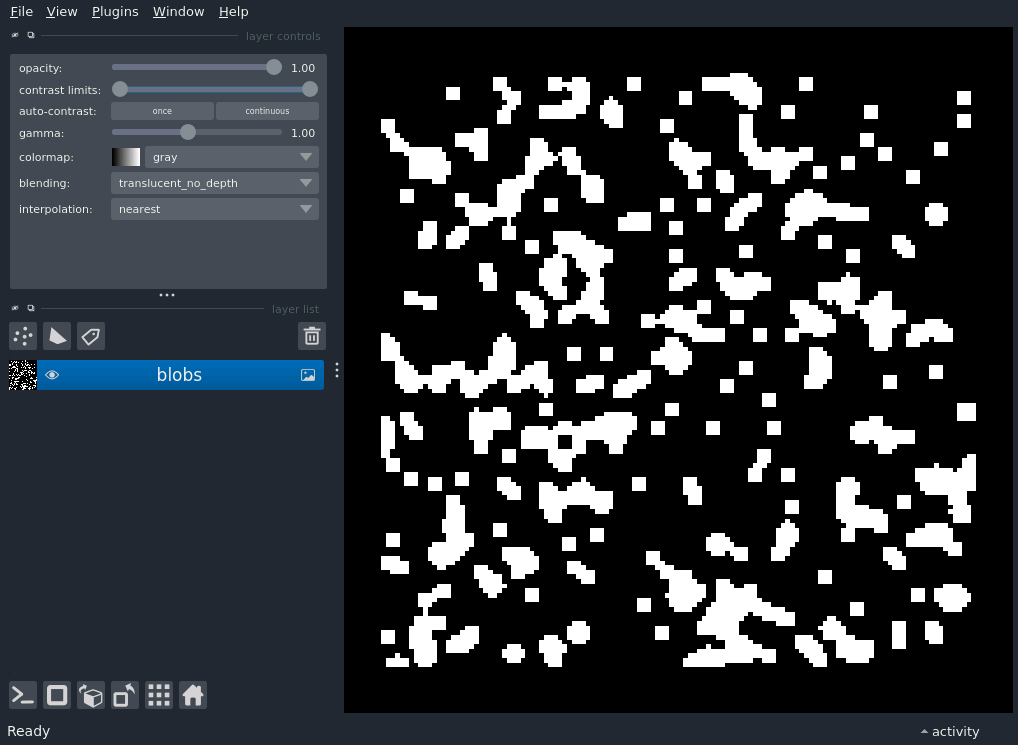 File View Plugins Window Help
layer controls
opacity: 1.00
contrast limits:
auto-contrast: once continuous
gamma: 1.00
colormap: gray
blending: translucent_no_depth
interpolation: nearest
layer list
blobs
Ready activity